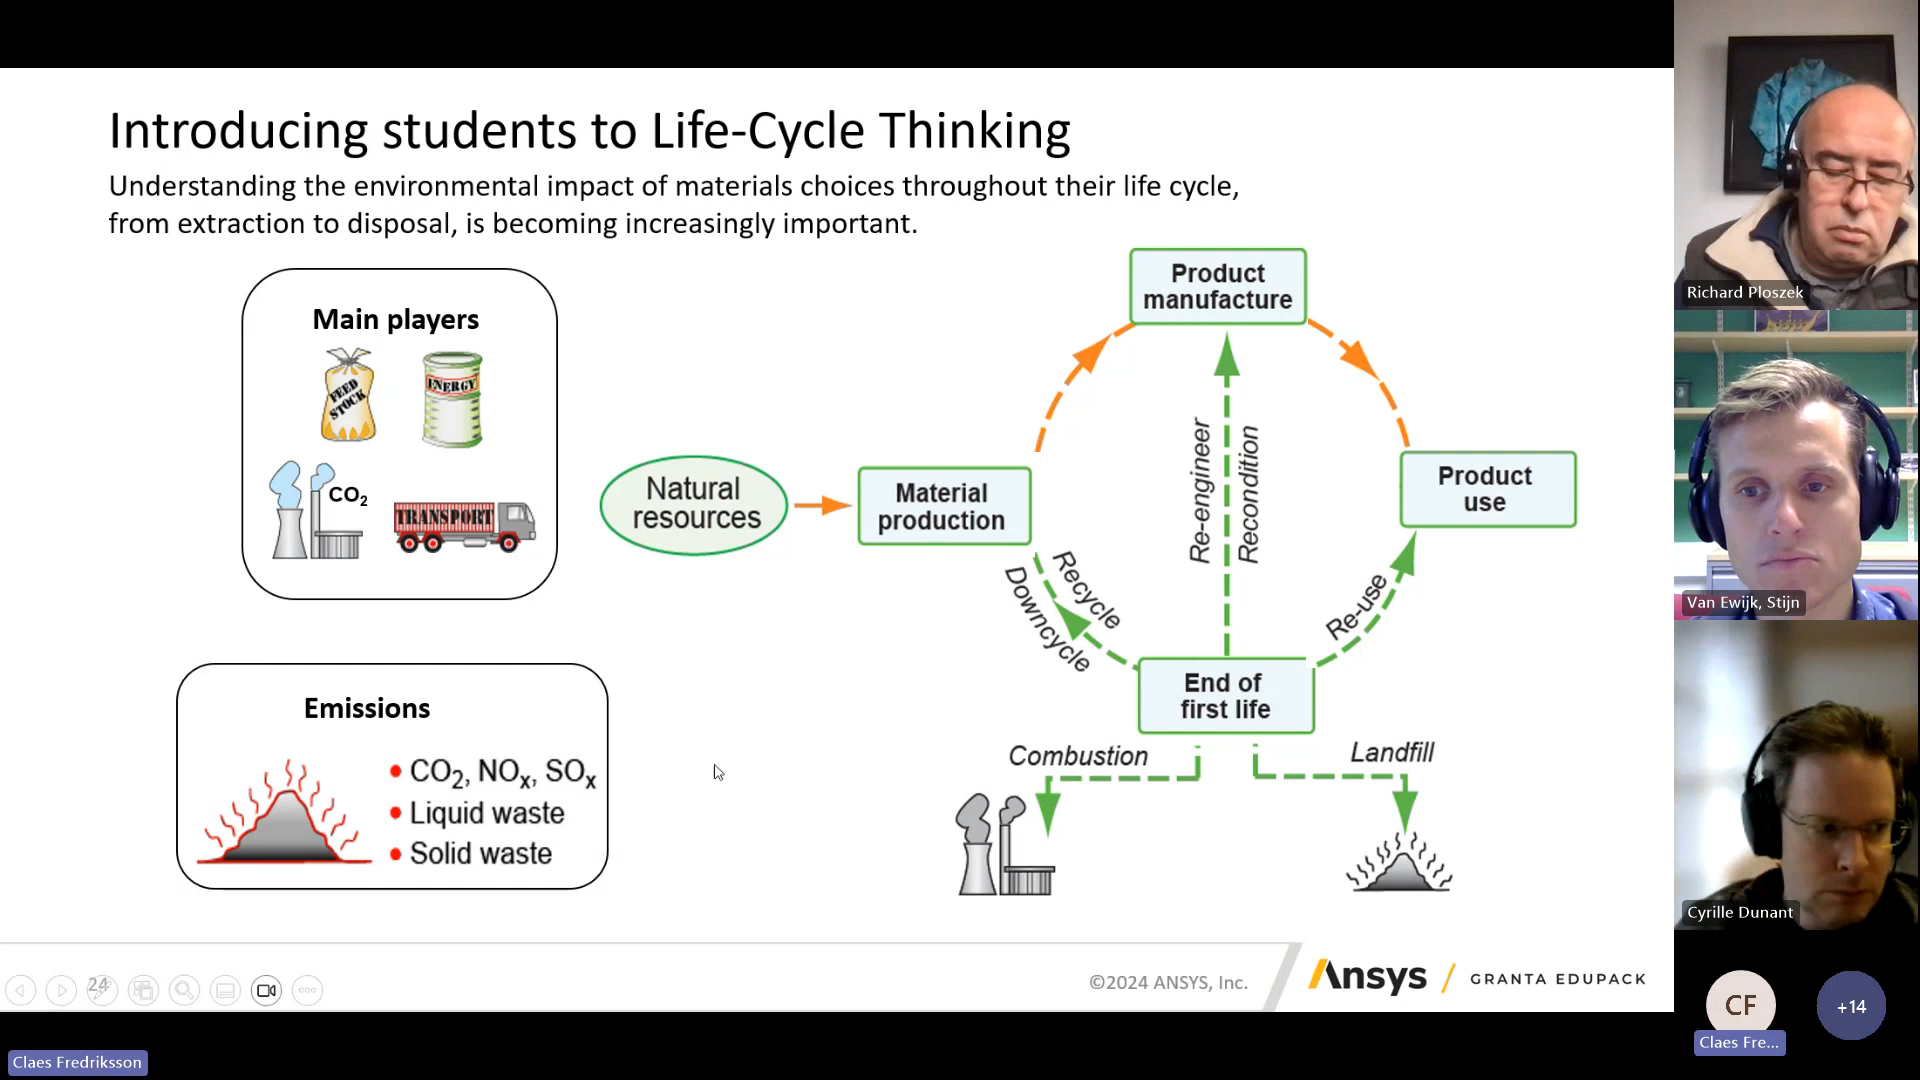 Introducing students to Life-Cycle Thinking
Understanding the environmental impact of materials choices throughout their life cycle,
from extraction to disposal, is becoming increasingly important.
Main players
FEED
STOCK
ENERGY
CO₂
TRANSPORT
Emissions
CO₂, NOₓ, SOₓ
Liquid waste
Solid waste
Natural
resources
Material
production
Product
manufacture
Product
use
Re-engineer
Recondition
Recycle
Downcycle
Re-use
End of
first life
Combustion
Landfill
24
©2024 ANSYS, Inc.
Ansys / GRANTA EDUPACK
Richard Ploszek
Van Ewijk, Stijn
Cyrille Dunant
CF
Claes Fre...
+14
Claes Fredriksson